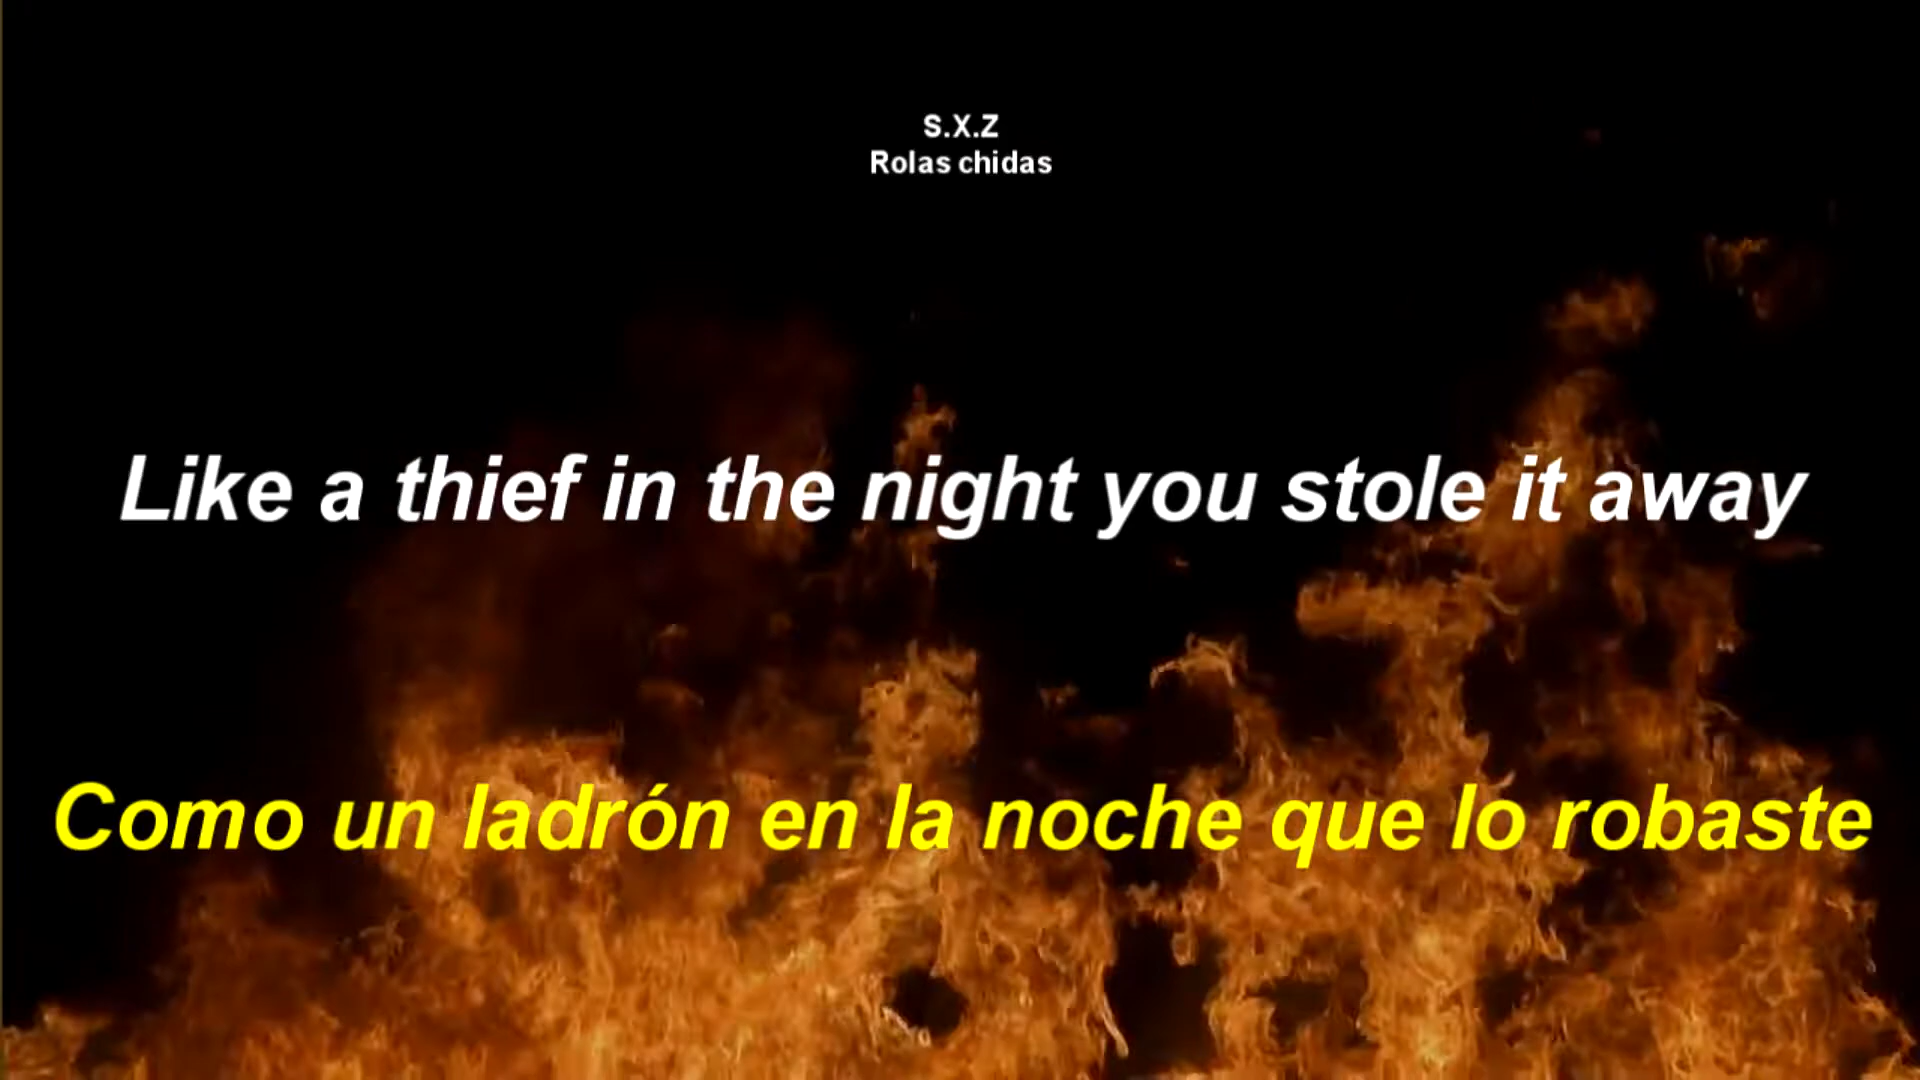 S.X.Z
Rolas chidas
Like a thief in the night you stole it away
Como un ladrón en la noche que lo robaste